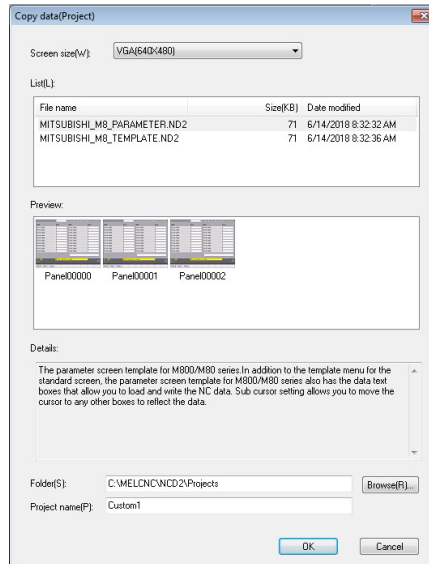 Copy data(Project)
Screen size(W): VGA(640X480)
List(L):
File name Size(KB) Date modified
MITSUBISHI_M8_PARAMETER.ND2 71 6/14/2018 8:32:32 AM
MITSUBISHI_M8_TEMPLATE.ND2 71 6/14/2018 8:32:36 AM
Preview:
Panel00000 Panel00001 Panel00002
Details:
The parameter screen template for M800/M80 series.In addition to the template menu for the
standard screen, the parameter screen template for M800/M80 series also has the data text
boxes that allow you to load and write the NC data. Sub cursor setting allows you to move the
cursor to any other boxes to reflect the data.
Folder(S): C:\MELCNC\NCD2\Projects Browse(R)...
Project name(P): Custom1
OK Cancel